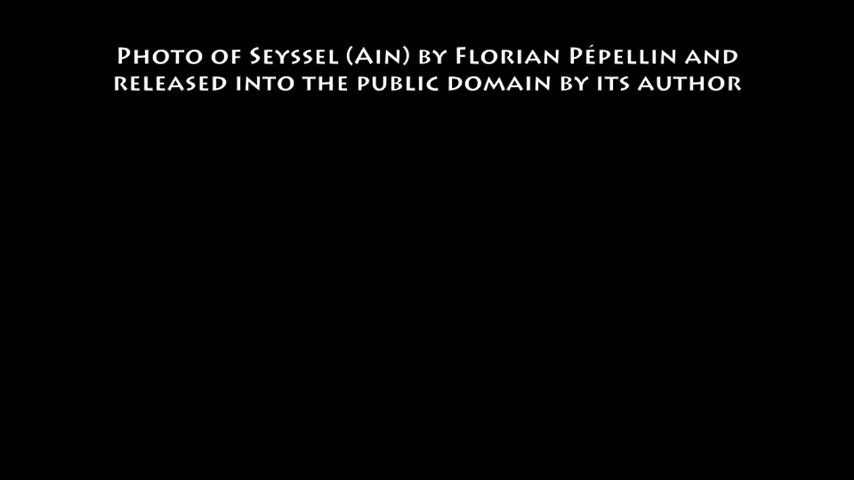 Photo of Seyssel (Ain) by Florian Pépellin and
released into the public domain by its author